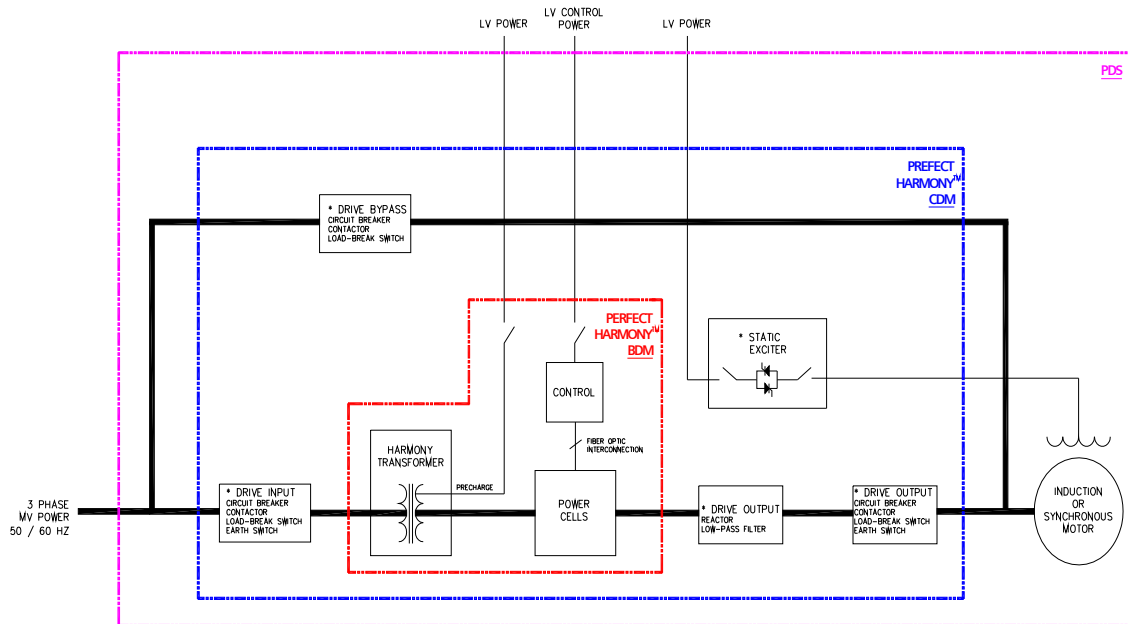 LV POWER
LV CONTROL
POWER
LV POWER
PDS
PREFECT
HARMONY™
CDM
* DRIVE BYPASS
CIRCUIT BREAKER
CONTACTOR
LOAD-BREAK SWITCH
PERFECT
HARMONY™
BDM
* STATIC
EXCITER
CONTROL
FIBER OPTIC
INTERCONNECTION
HARMONY
TRANSFORMER
PRECHARGE
3 PHASE
MV POWER
50 / 60 HZ
* DRIVE INPUT
CIRCUIT BREAKER
CONTACTOR
LOAD-BREAK SWITCH
EARTH SWITCH
POWER
CELLS
* DRIVE OUTPUT
REACTOR
LOW-PASS FILTER
* DRIVE OUTPUT
CIRCUIT BREAKER
CONTACTOR
LOAD-BREAK SWITCH
EARTH SWITCH
INDUCTION
OR
SYNCHRONOUS
MOTOR